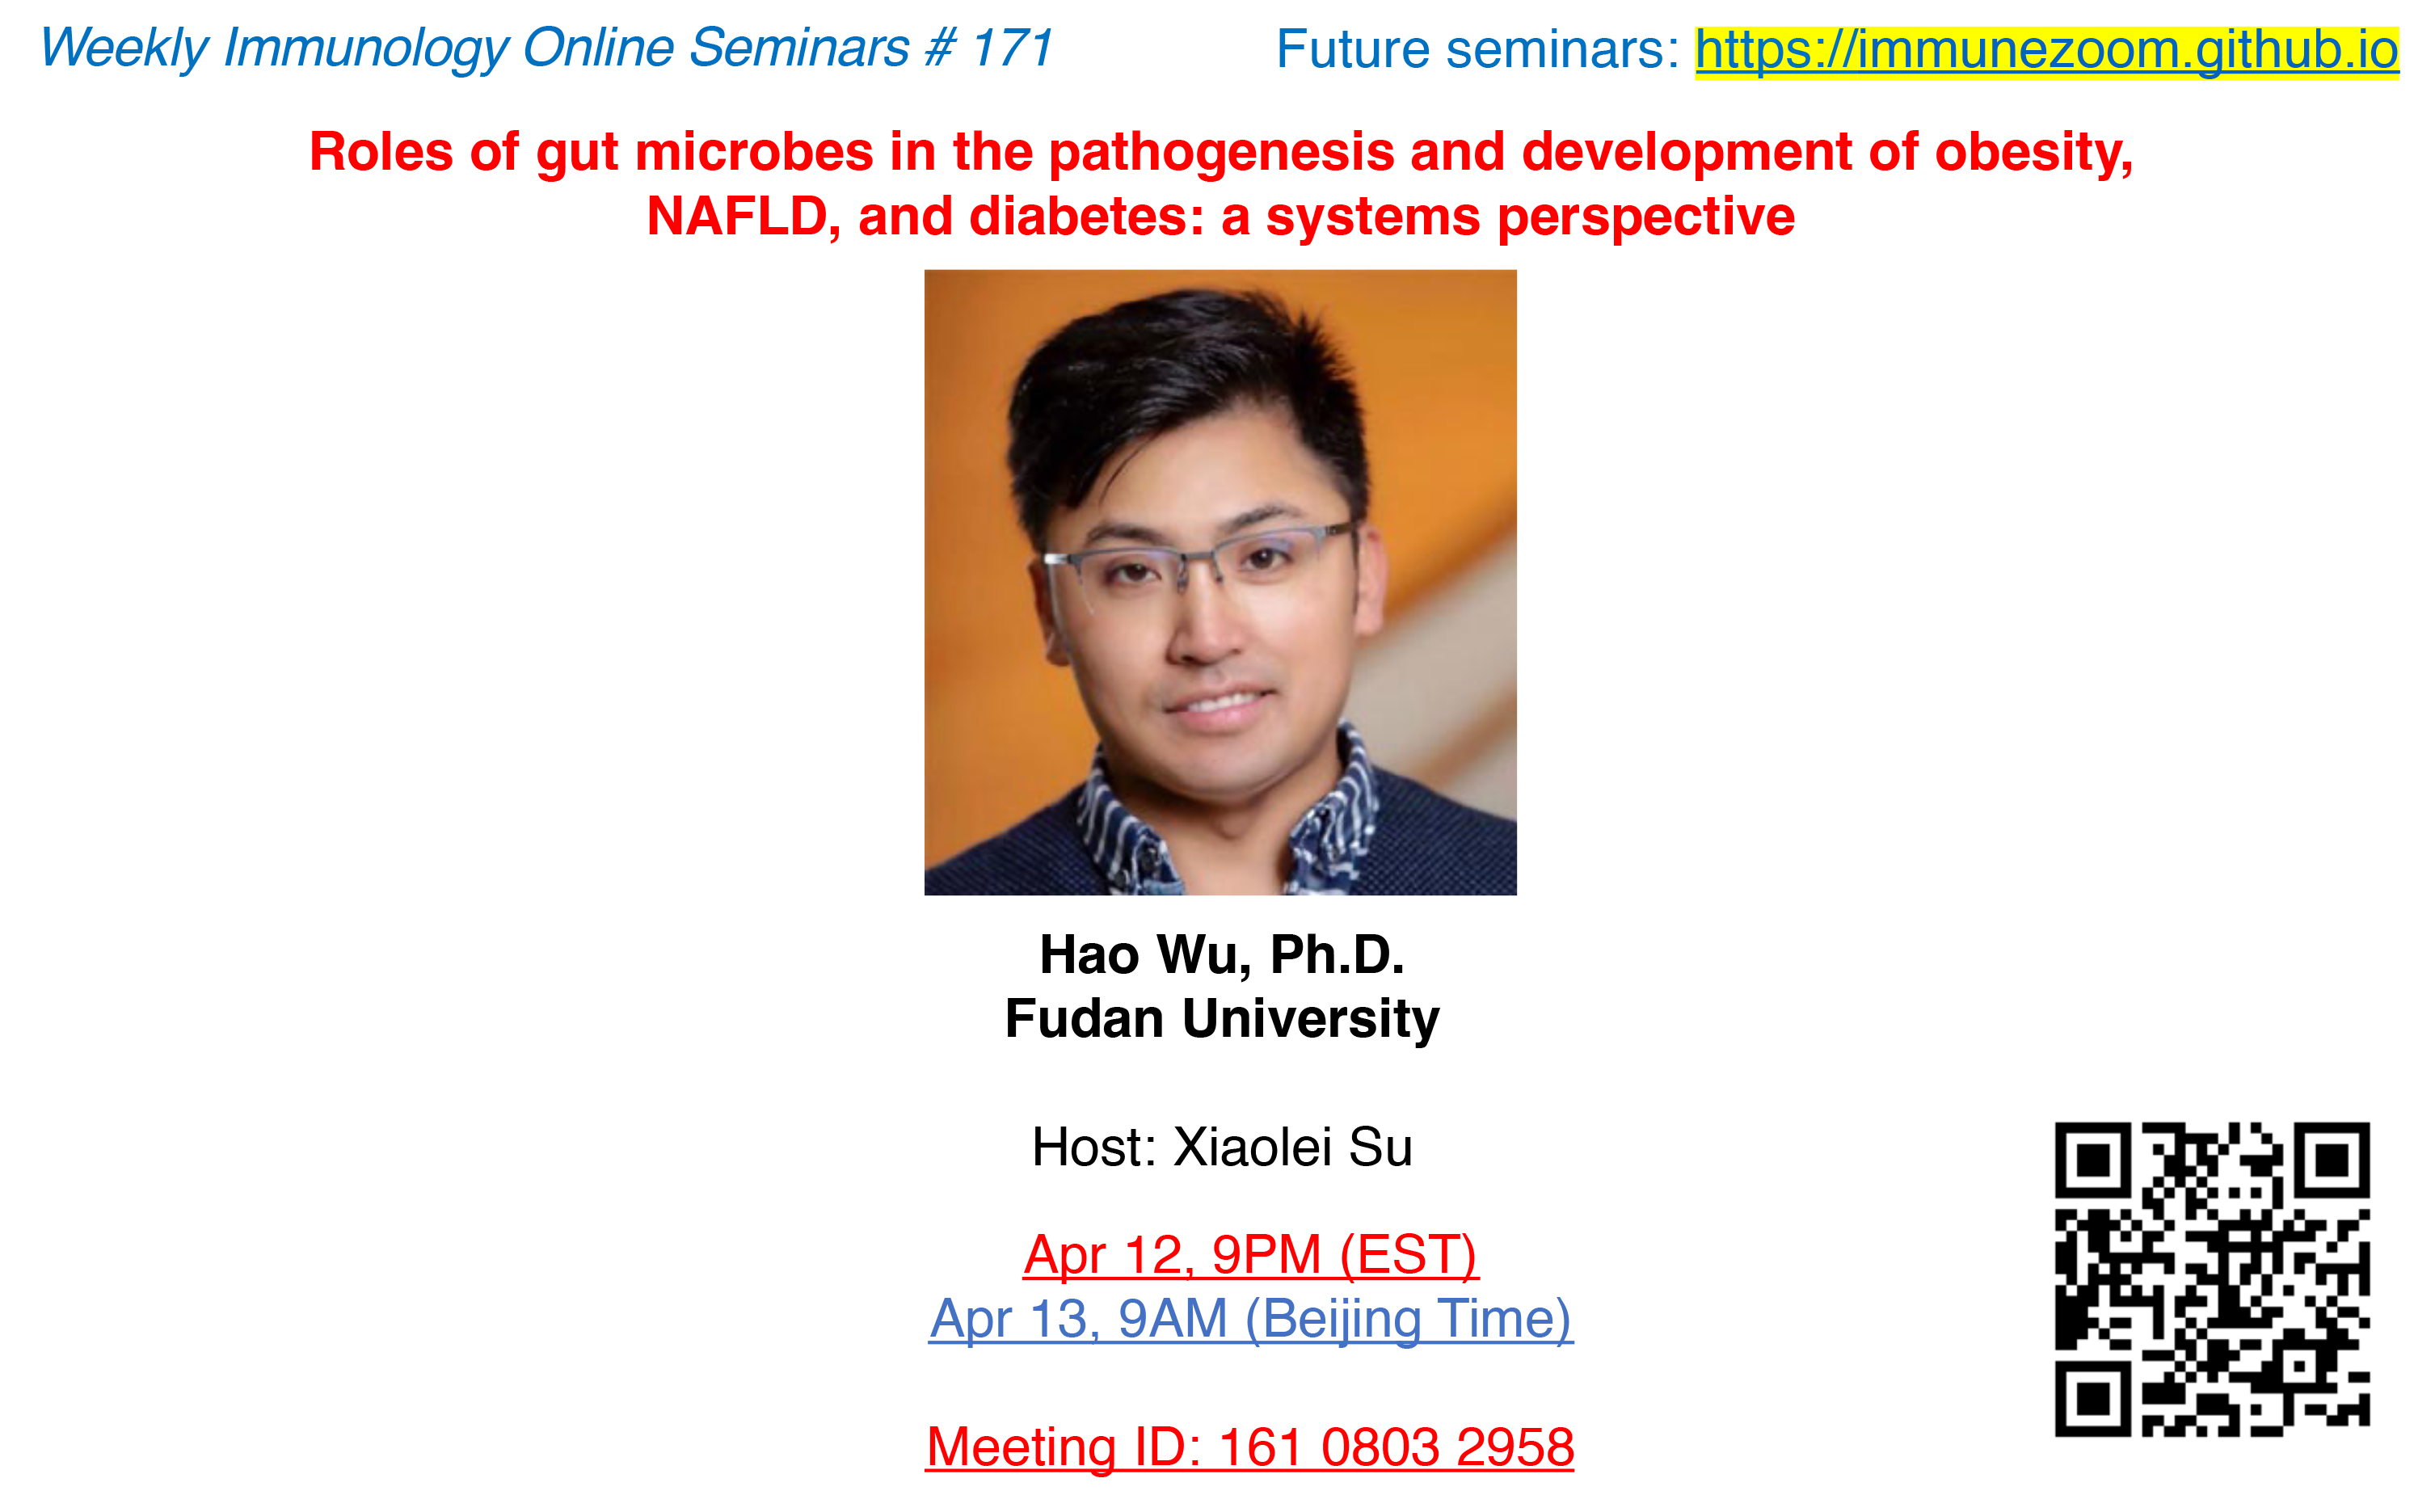 Weekly Immunology Online Seminars # 171
Future seminars: https://immunezoom.github.io
Roles of gut microbes in the pathogenesis and development of obesity,
NAFLD, and diabetes: a systems perspective
Hao Wu, Ph.D.
Fudan University
Host: Xiaolei Su
Apr 12, 9PM (EST)
Apr 13, 9AM (Beijing Time)
Meeting ID: 161 0803 2958